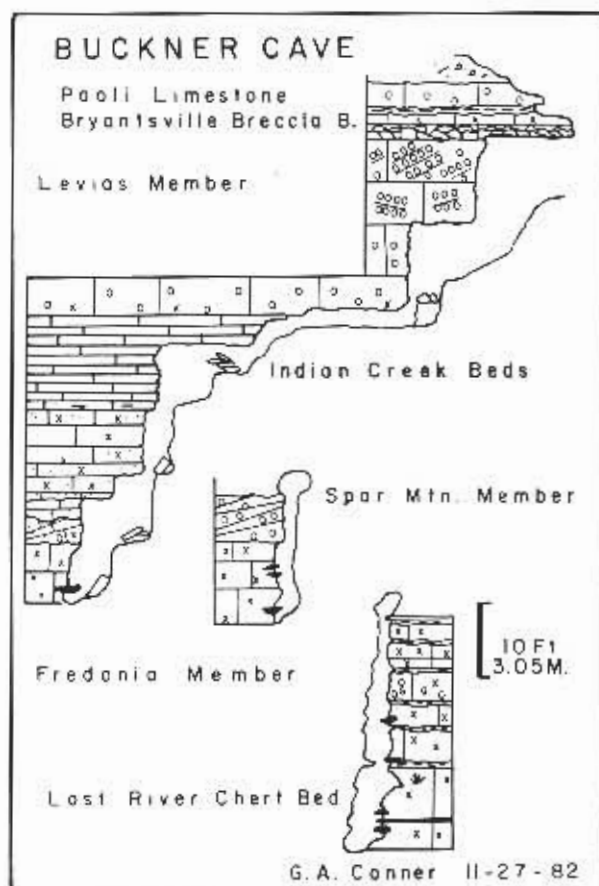 BUCKNER CAVE
Paoli Limestone
Bryantsville Breccia B.
Levias Member
Indian Creek Beds
Spar Mtn. Member
10 Ft
3.05M.
Fredonia Member
Lost River Chert Bed
G. A. Conner 11-27-82